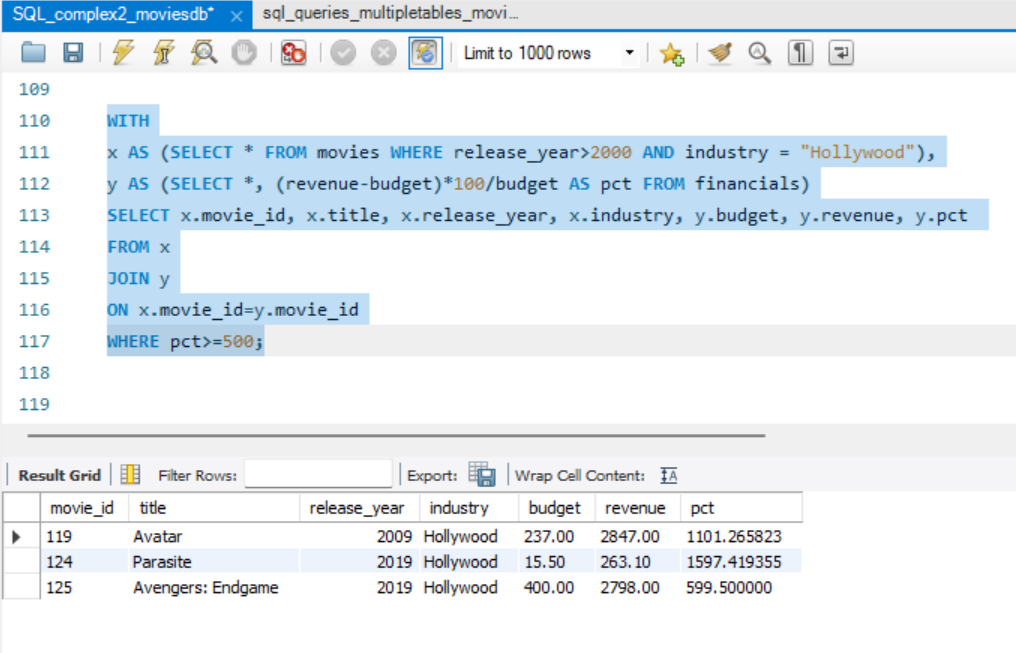 SQL_complex2_moviesdb* × sql_queries_multipletables_movi...
Limit to 1000 rows
109
110 WITH
111 x AS (SELECT * FROM movies WHERE release_year>2000 AND industry = "Hollywood"),
112 y AS (SELECT *, (revenue-budget)*100/budget AS pct FROM financials)
113 SELECT x.movie_id, x.title, x.release_year, x.industry, y.budget, y.revenue, y.pct
114 FROM x
115 JOIN y
116 ON x.movie_id=y.movie_id
117 WHERE pct>=500;
118
119
Result Grid Filter Rows: Export: Wrap Cell Content: IA
movie_id title release_year industry budget revenue pct
119 Avatar 2009 Hollywood 237.00 2847.00 1101.265823
124 Parasite 2019 Hollywood 15.50 263.10 1597.419355
125 Avengers: Endgame 2019 Hollywood 400.00 2798.00 599.500000